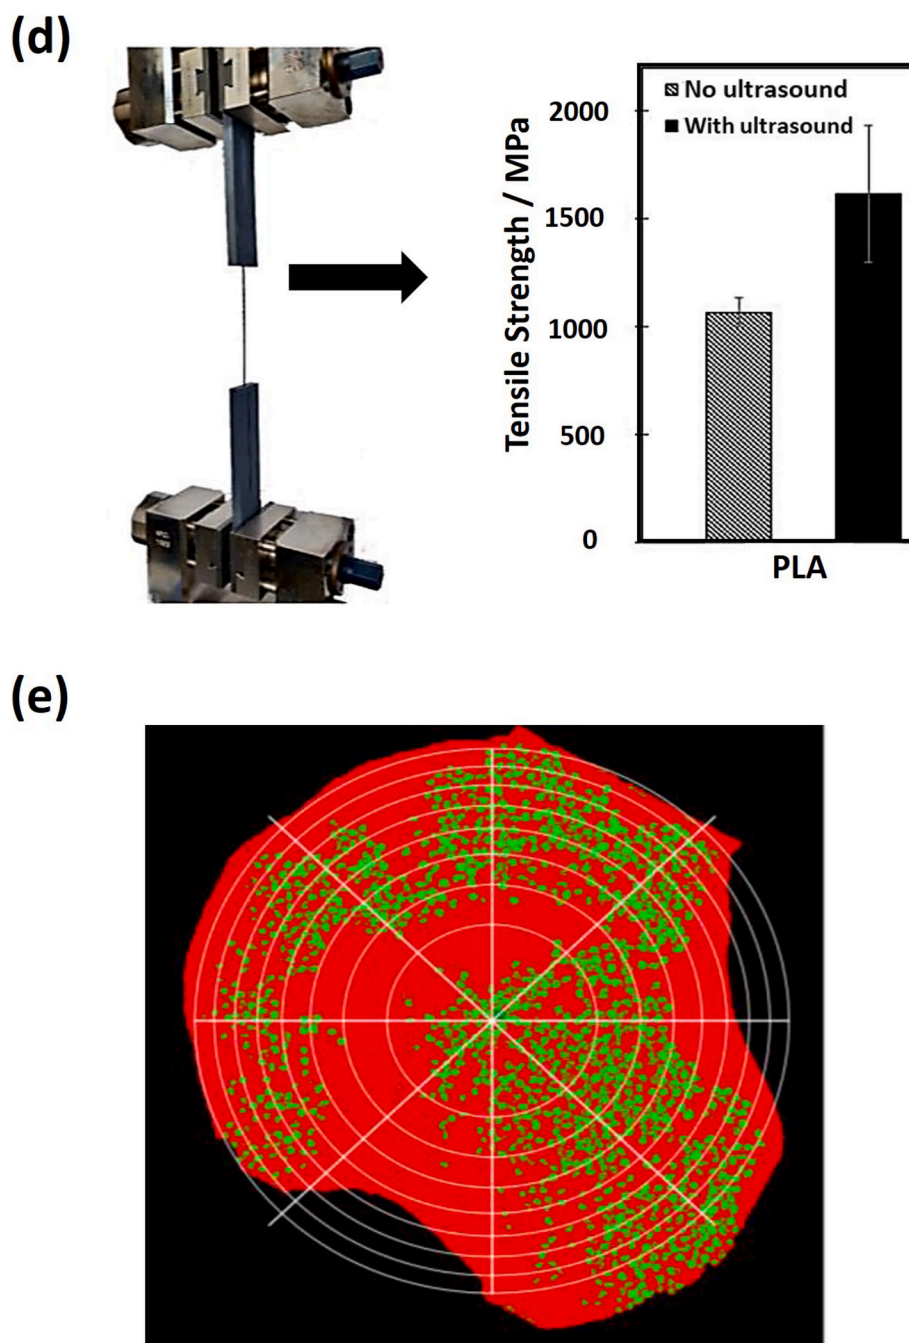 (d)
Tensile Strength / MPa
2000
1500
1000
500
0
No ultrasound
With ultrasound
PLA
(e)